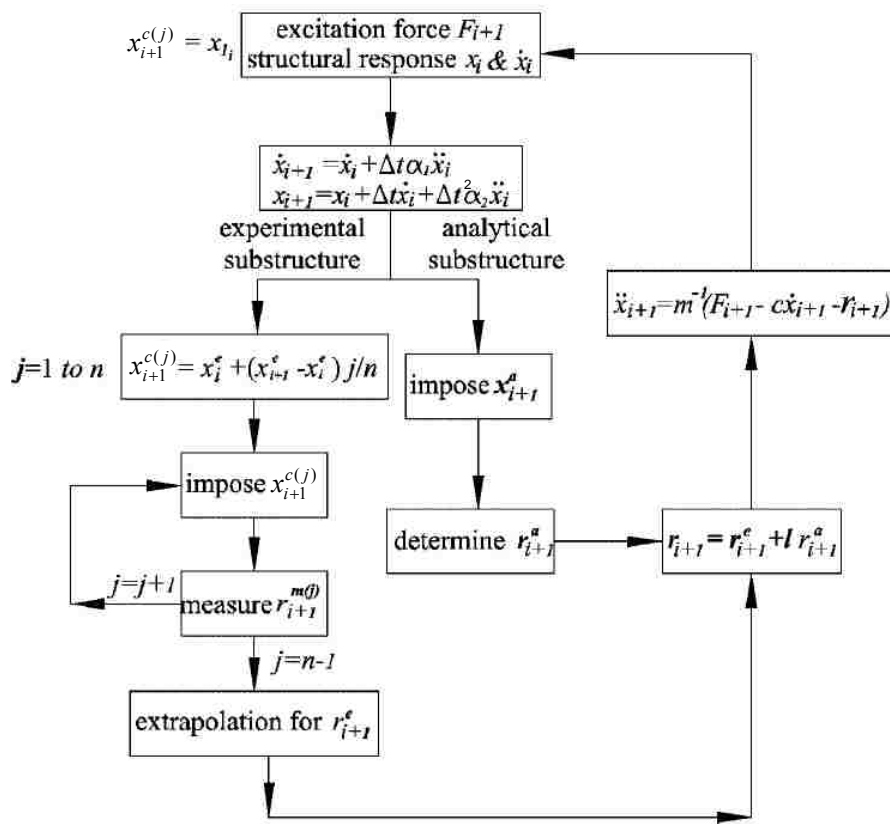 x_{i+1}^{c(j)} = x_{1_i}
excitation force F_{i+1}
structural response x_i & ẋ_i
ẋ_{i+1} = ẋ_i + Δtα_1ẍ_i
x_{i+1} = x_i + Δtẋ_i + Δt^2α_2ẍ_i
experimental substructure
analytical substructure
j=1 to n
x_{i+1}^{c(j)} = x_i^e + (x_{i+1}^e - x_i^e) j/n
impose x_{i+1}^a
ẍ_{i+1} = m^{-1}(F_{i+1} - cẋ_{i+1} - r_{i+1})
impose x_{i+1}^{c(j)}
determine r_{i+1}^a
r_{i+1} = r_{i+1}^e + l r_{i+1}^a
j=j+1
measure r_{i+1}^{m(j)}
j=n-1
extrapolation for r_{i+1}^e